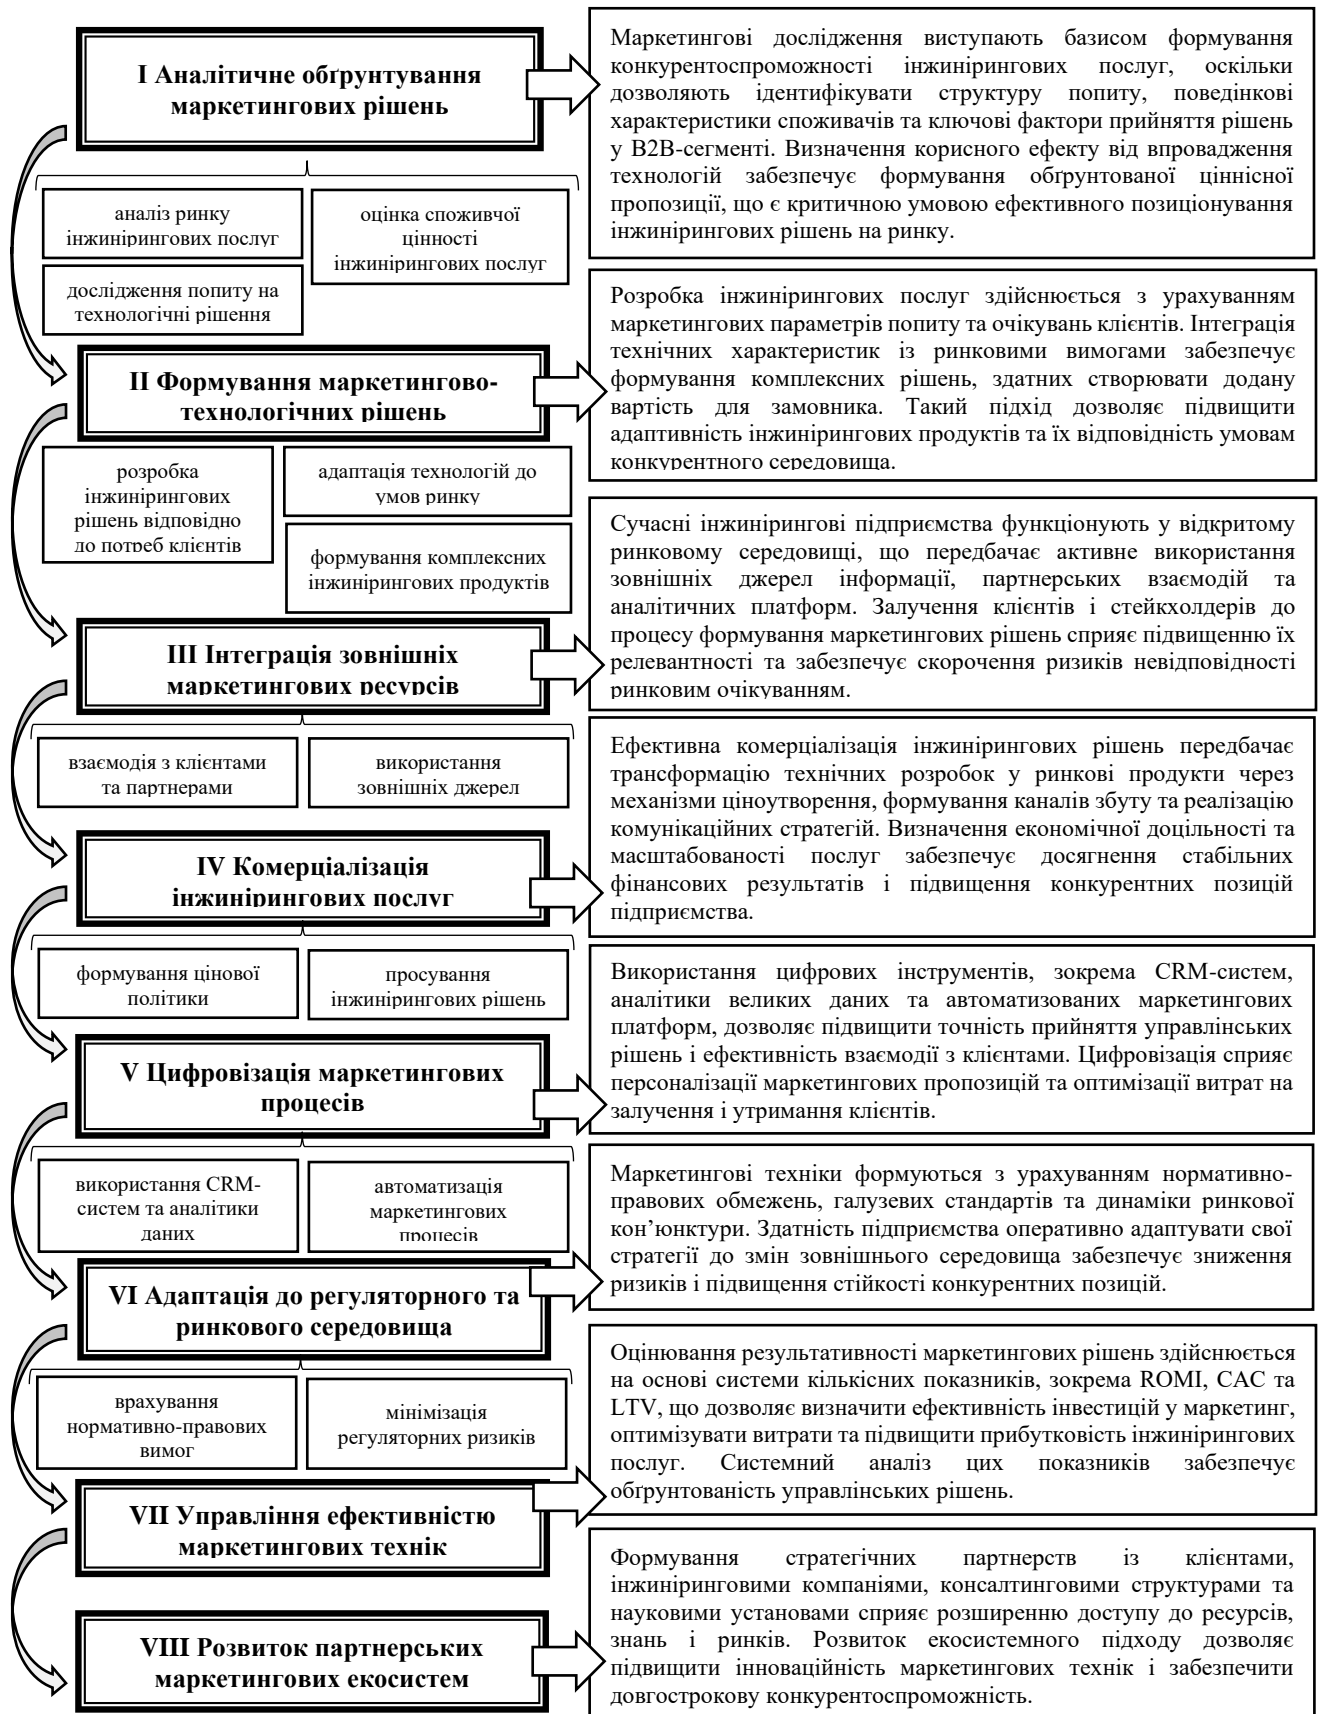 І Аналітичне обґрунтування
маркетингових рішень
Маркетингові дослідження виступають базисом формування
конкурентоспроможності інжинірингових послуг, оскільки
дозволяють ідентифікувати структуру попиту, поведінкові
характеристики споживачів та ключові фактори прийняття рішень
у B2B-сегменті. Визначення корисного ефекту від впровадження
технологій забезпечує формування обґрунтованої ціннісної
пропозиції, що є критичною умовою ефективного позиціонування
інжинірингових рішень на ринку.
аналіз ринку
інжинірингових послуг
оцінка споживчої
цінності
інжинірингових послуг
дослідження попиту на
технологічні рішення
ІІ Формування маркетингово-
технологічних рішень
Розробка інжинірингових послуг здійснюється з урахуванням
маркетингових параметрів попиту та очікувань клієнтів. Інтеграція
технічних характеристик із ринковими вимогами забезпечує
формування комплексних рішень, здатних створювати додану
вартість для замовника. Такий підхід дозволяє підвищити
адаптивність інжинірингових продуктів та їх відповідність умовам
конкурентного середовища.
розробка
інжинірингових
рішень відповідно
до потреб клієнтів
адаптація технологій до
умов ринку
формування комплексних
інжинірингових продуктів
ІІІ Інтеграція зовнішніх
маркетингових ресурсів
Сучасні інжинірингові підприємства функціонують у відкритому
ринковому середовищі, що передбачає активне використання
зовнішніх джерел інформації, партнерських взаємодій та
аналітичних платформ. Залучення клієнтів і стейкхолдерів до
процесу формування маркетингових рішень сприяє підвищенню їх
релевантності та забезпечує скорочення ризиків невідповідності
ринковим очікуванням.
взаємодія з клієнтами
та партнерами
використання
зовнішніх джерел
IV Комерціалізація
інжинірингових послуг
Ефективна комерціалізація інжинірингових рішень передбачає
трансформацію технічних розробок у ринкові продукти через
механізми ціноутворення, формування каналів збуту та реалізацію
комунікаційних стратегій. Визначення економічної доцільності та
масштабованості послуг забезпечує досягнення стабільних
фінансових результатів і підвищення конкурентних позицій
підприємства.
формування цінової
політики
просування
інжинірингових рішень
V Цифровізація маркетингових
процесів
Використання цифрових інструментів, зокрема CRM-систем,
аналітики великих даних та автоматизованих маркетингових
платформ, дозволяє підвищити точність прийняття управлінських
рішень і ефективність взаємодії з клієнтами. Цифровізація сприяє
персоналізації маркетингових пропозицій та оптимізації витрат на
залучення і утримання клієнтів.
використання CRM-
систем та аналітики
даних
автоматизація
маркетингових
процесів
VI Адаптація до регуляторного та
ринкового середовища
Маркетингові техніки формуються з урахуванням нормативно-
правових обмежень, галузевих стандартів та динаміки ринкової
кон’юнктури. Здатність підприємства оперативно адаптувати свої
стратегії до змін зовнішнього середовища забезпечує зниження
ризиків і підвищення стійкості конкурентних позицій.
врахування
нормативно-правових
вимог
мінімізація
регуляторних ризиків
VII Управління ефективністю
маркетингових технік
Оцінювання результативності маркетингових рішень здійснюється
на основі системи кількісних показників, зокрема ROMI, CAC та
LTV, що дозволяє визначити ефективність інвестицій у маркетинг,
оптимізувати витрати та підвищити прибутковість інжинірингових
послуг. Системний аналіз цих показників забезпечує
обґрунтованість управлінських рішень.
VIII Розвиток партнерських
маркетингових екосистем
Формування стратегічних партнерств із клієнтами,
інжиніринговими компаніями, консалтинговими структурами та
науковими установами сприяє розширенню доступу до ресурсів,
знань і ринків. Розвиток екосистемного підходу дозволяє
підвищити інноваційність маркетингових технік і забезпечити
довгострокову конкурентоспроможність.